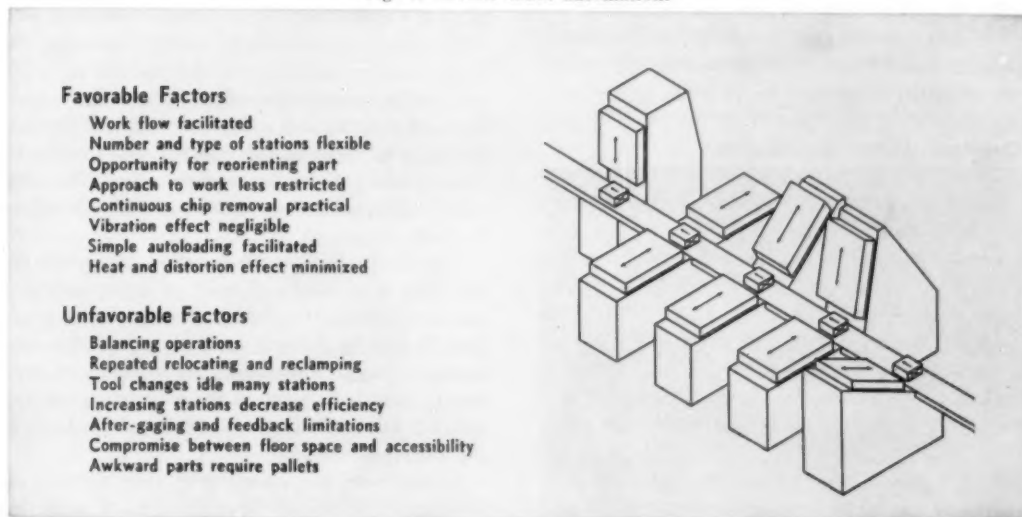 Favorable Factors
Work flow facilitated
Number and type of stations flexible
Opportunity for reorienting part
Approach to work less restricted
Continuous chip removal practical
Vibration effect negligible
Simple autoloading facilitated
Heat and distortion effect minimized
Unfavorable Factors
Balancing operations
Repeated relocating and reclamping
Tool changes idle many stations
Increasing stations decrease efficiency
After-gaging and feedback limitations
Compromise between floor space and accessibility
Awkward parts require pallets